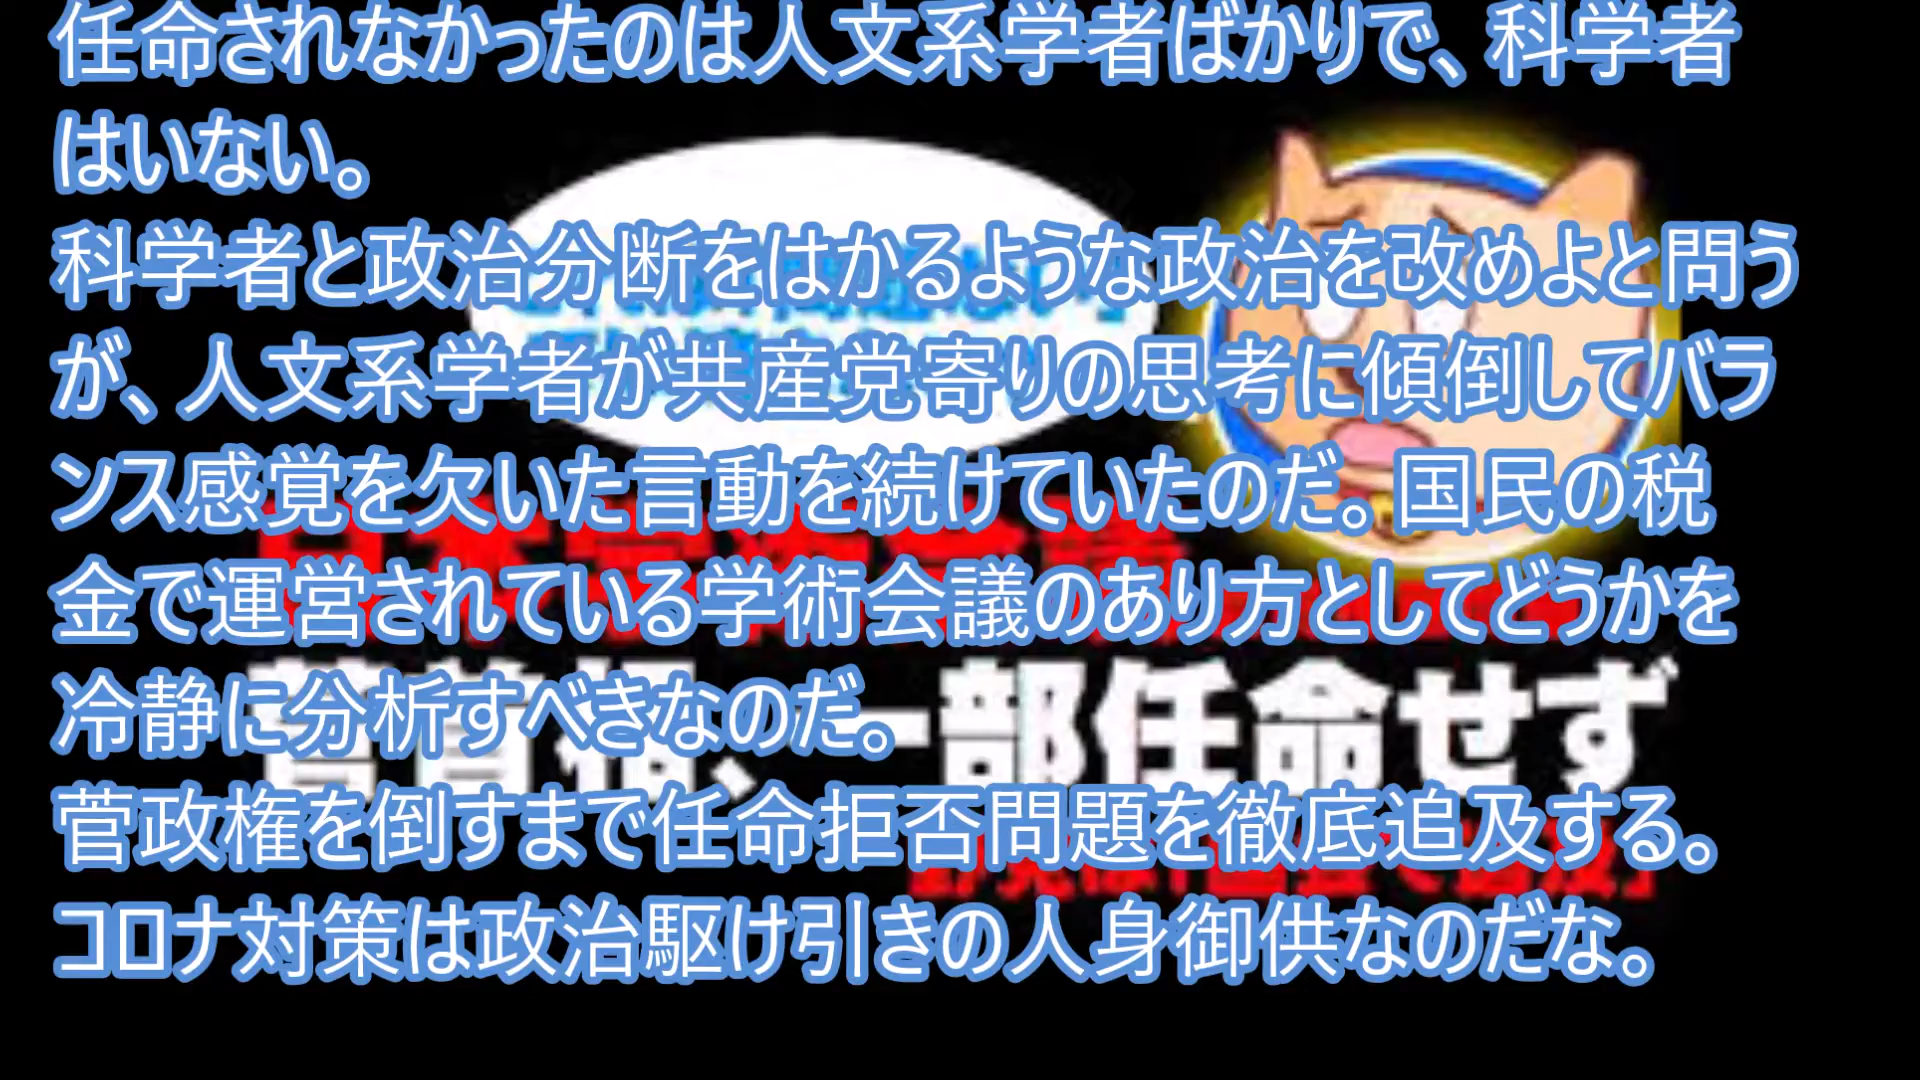 任命されなかったのは人文系学者ばかりで、科学者
はいない。
科学者と政治分断をはかるような政治を改めよと問う
が、人文系学者が共産党寄りの思考に傾倒してバラ
ンス感覚を欠いた言動を続けていたのだ。国民の税
金で運営されている学術会議のあり方としてどうかを
冷静に分析すべきなのだ。
菅政権を倒すまで任命拒否問題を徹底追及する。
コロナ対策は政治駆け引きの人身御供なのだな。
菅首相、一部任命せず